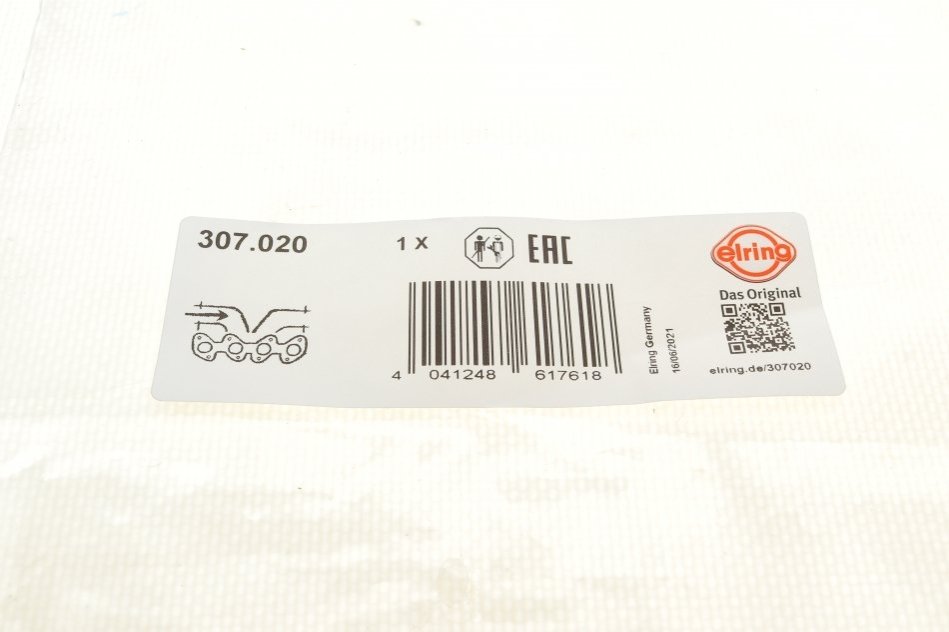 307.020
1 X
EAC
elring
Das Original
4 041248 617618
Elring Germany
16/06/2021
elring.de/307020